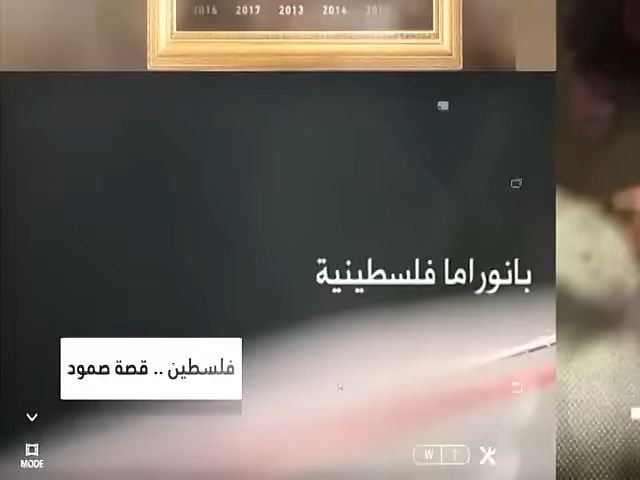 2016 2017 2013 2014
بانوراما فلسطينية
فلسطين .. قصة صمود
MODE
W T